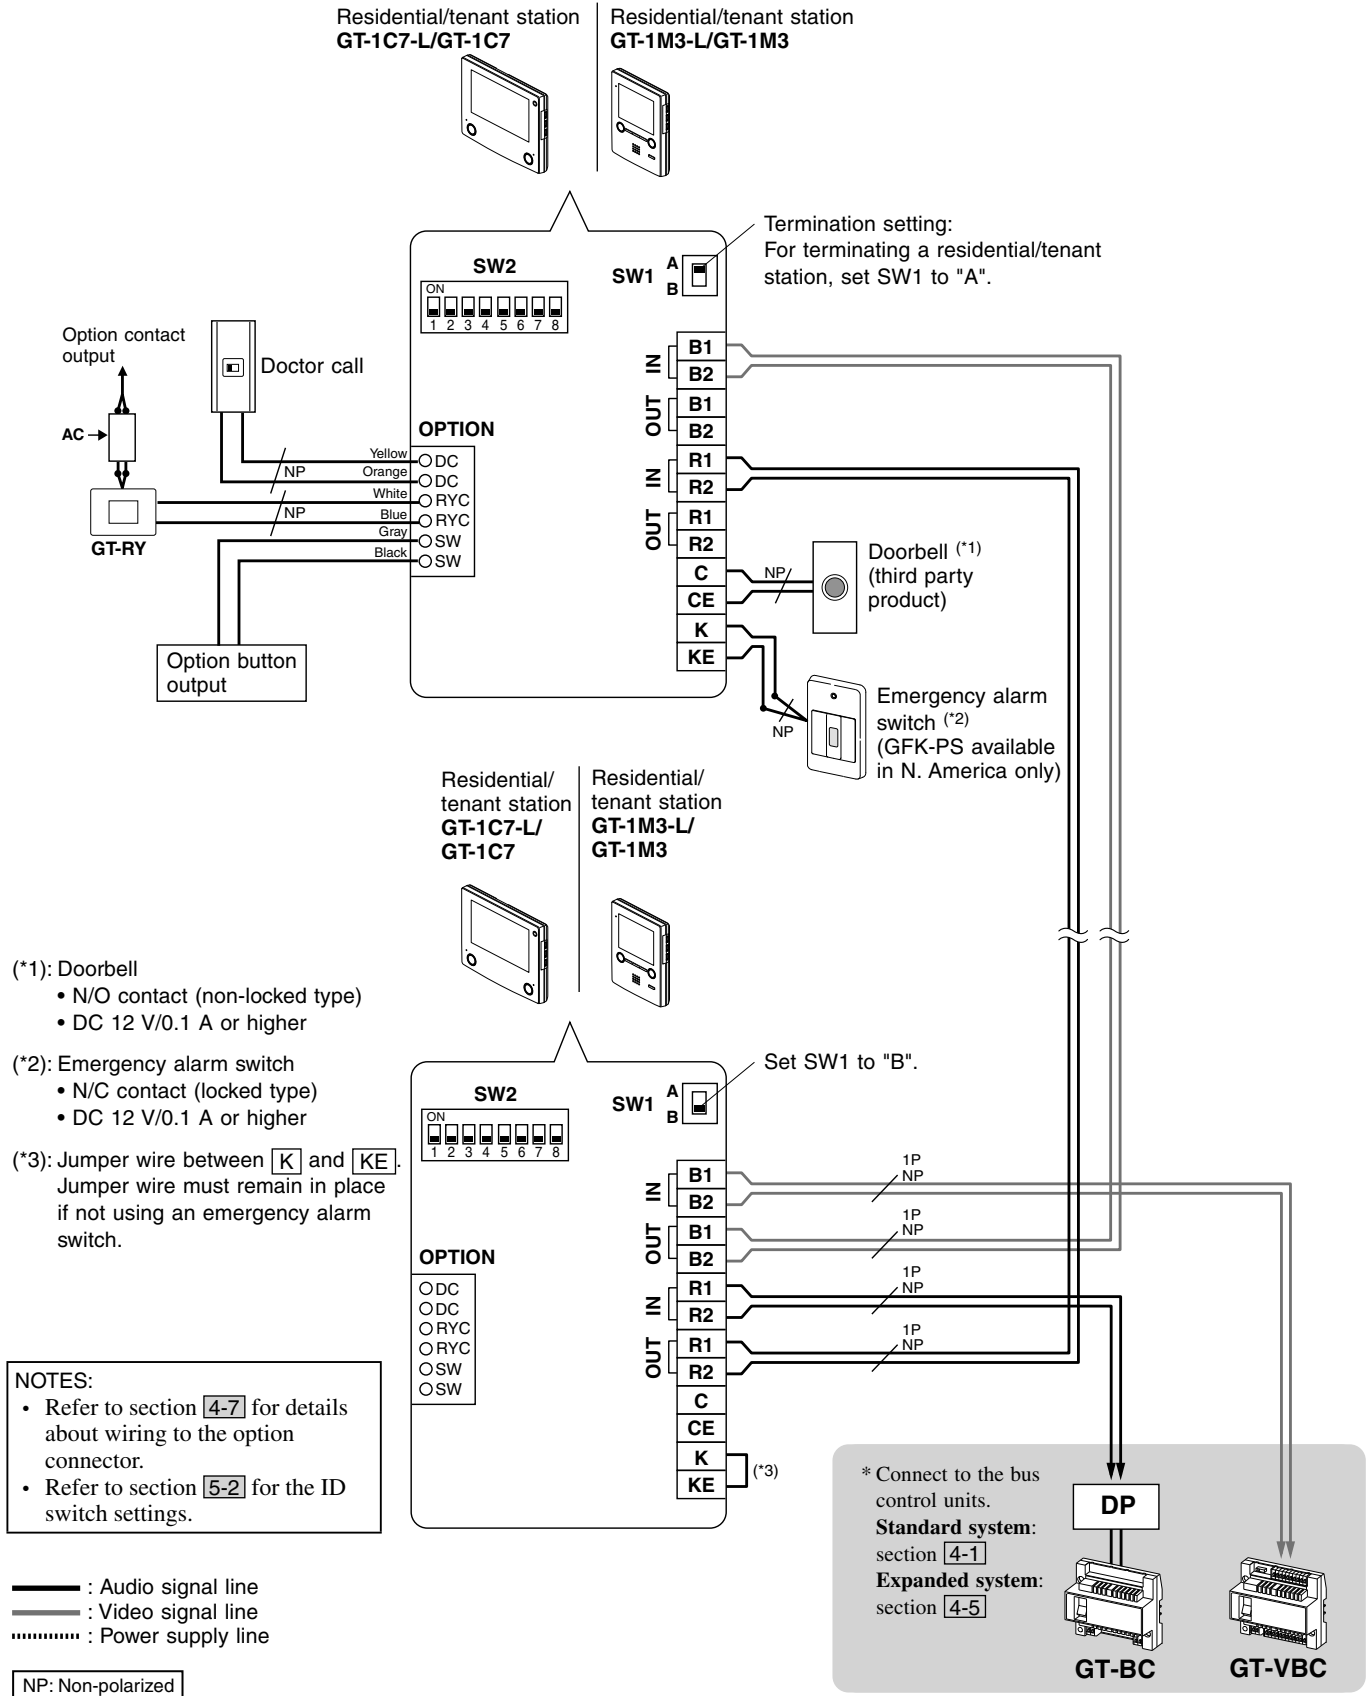 Residential/tenant station
GT-1C7-L/GT-1C7
Residential/tenant station
GT-1M3-L/GT-1M3
Termination setting:
For terminating a residential/tenant
station, set SW1 to "A".
SW2
ON
1 2 3 4 5 6 7 8
SW1
A
B
Option contact
output
AC
GT-RY
Doctor call
OPTION
Yellow
DC
NP
Orange
DC
White
RYC
NP
Blue
RYC
Gray
SW
Black
SW
Option button
output
IN
B1
B2
OUT
B1
B2
IN
R1
R2
OUT
R1
R2
C
CE
K
KE
NP
Doorbell (*1)
(third party
product)
NP
Emergency alarm
switch (*2)
(GFK-PS available
in N. America only)
Residential/
tenant station
GT-1C7-L/
GT-1C7
Residential/
tenant station
GT-1M3-L/
GT-1M3
(*1): Doorbell
• N/O contact (non-locked type)
• DC 12 V/0.1 A or higher
(*2): Emergency alarm switch
• N/C contact (locked type)
• DC 12 V/0.1 A or higher
(*3): Jumper wire between K and KE.
Jumper wire must remain in place
if not using an emergency alarm
switch.
Set SW1 to "B".
SW2
ON
1 2 3 4 5 6 7 8
SW1
A
B
OPTION
DC
DC
RYC
RYC
SW
SW
IN
B1
B2
1P
NP
OUT
B1
B2
1P
NP
IN
R1
R2
1P
NP
OUT
R1
R2
1P
NP
C
CE
K
KE
(*3)
NOTES:
• Refer to section 4-7 for details
about wiring to the option
connector.
• Refer to section 5-2 for the ID
switch settings.
* Connect to the bus
control units.
Standard system:
section 4-1
Expanded system:
section 4-5
DP
GT-BC
GT-VBC
: Audio signal line
: Video signal line
: Power supply line
NP: Non-polarized